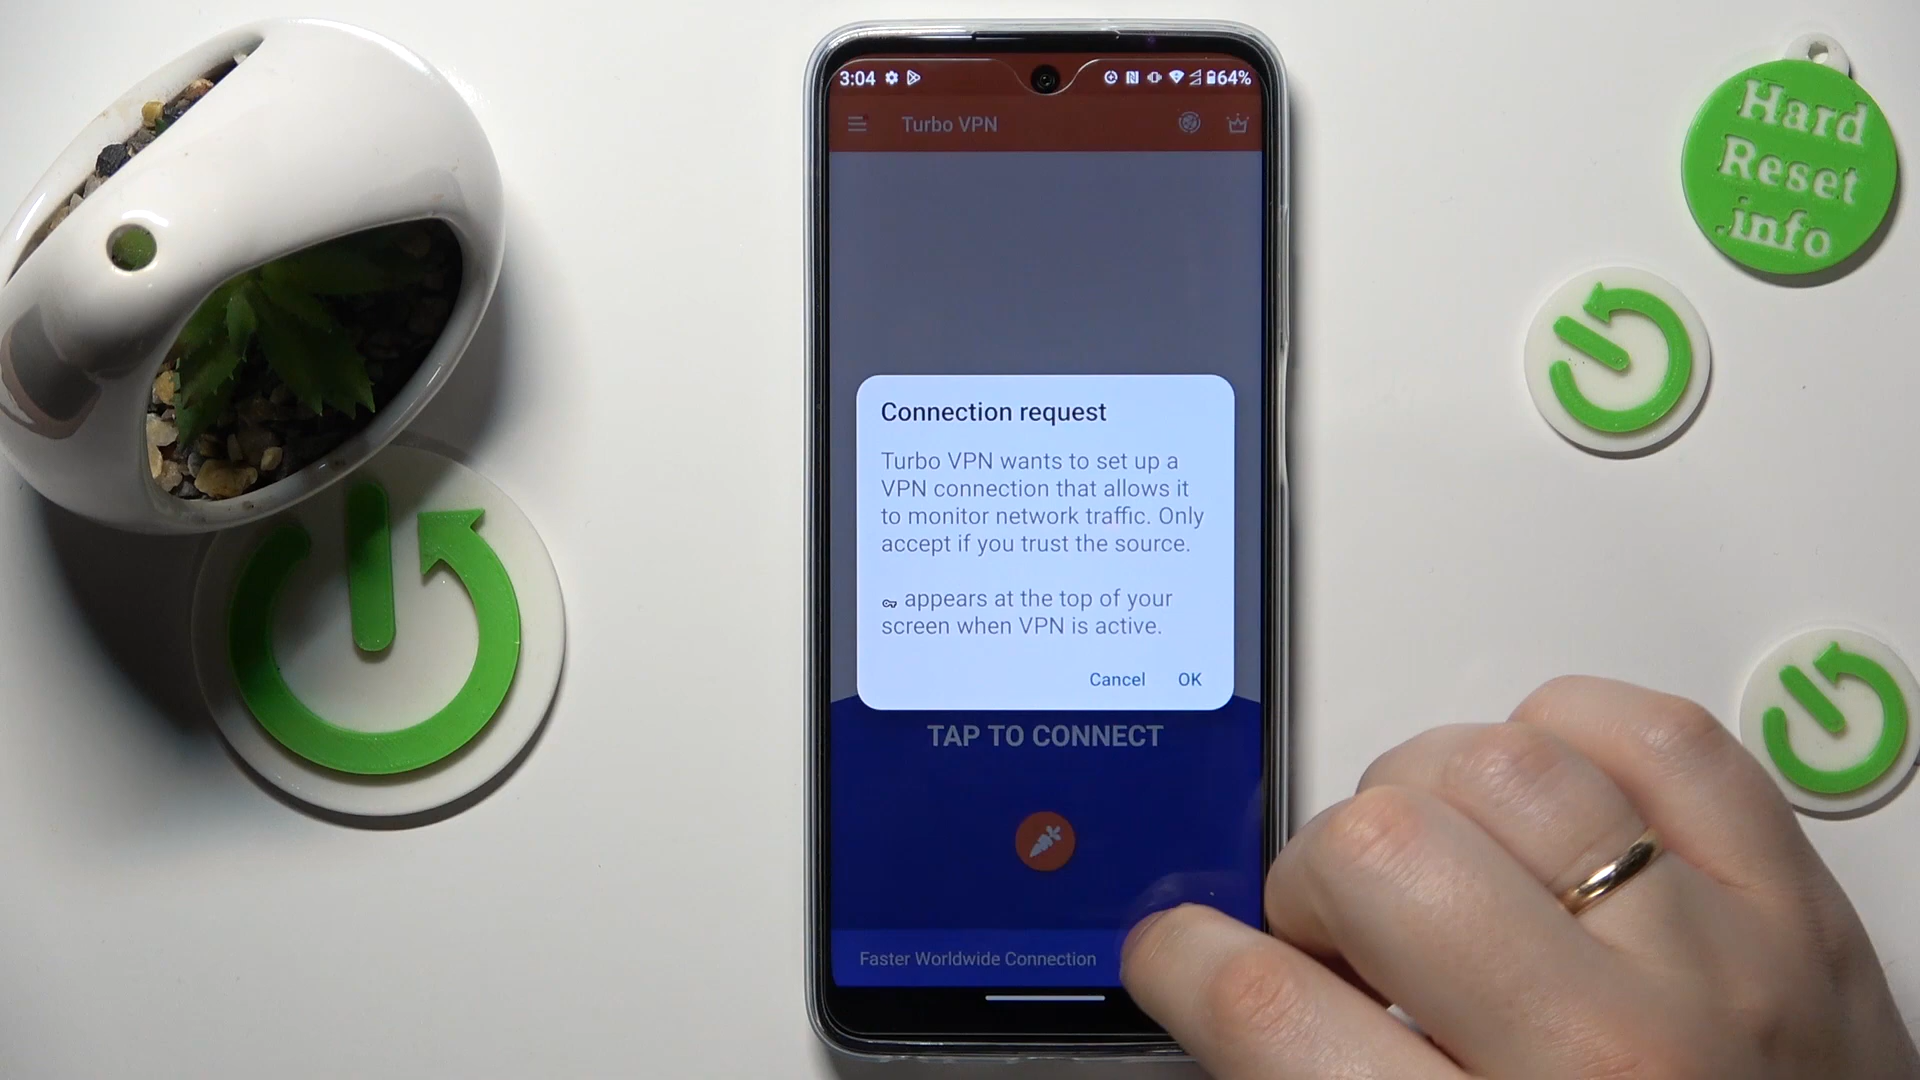 3:04
64%
Turbo VPN
Connection request
Turbo VPN wants to set up a
VPN connection that allows it
to monitor network traffic. Only
accept if you trust the source.
appears at the top of your
screen when VPN is active.
Cancel OK
TAP TO CONNECT
Faster Worldwide Connection
Hard
Reset
.info